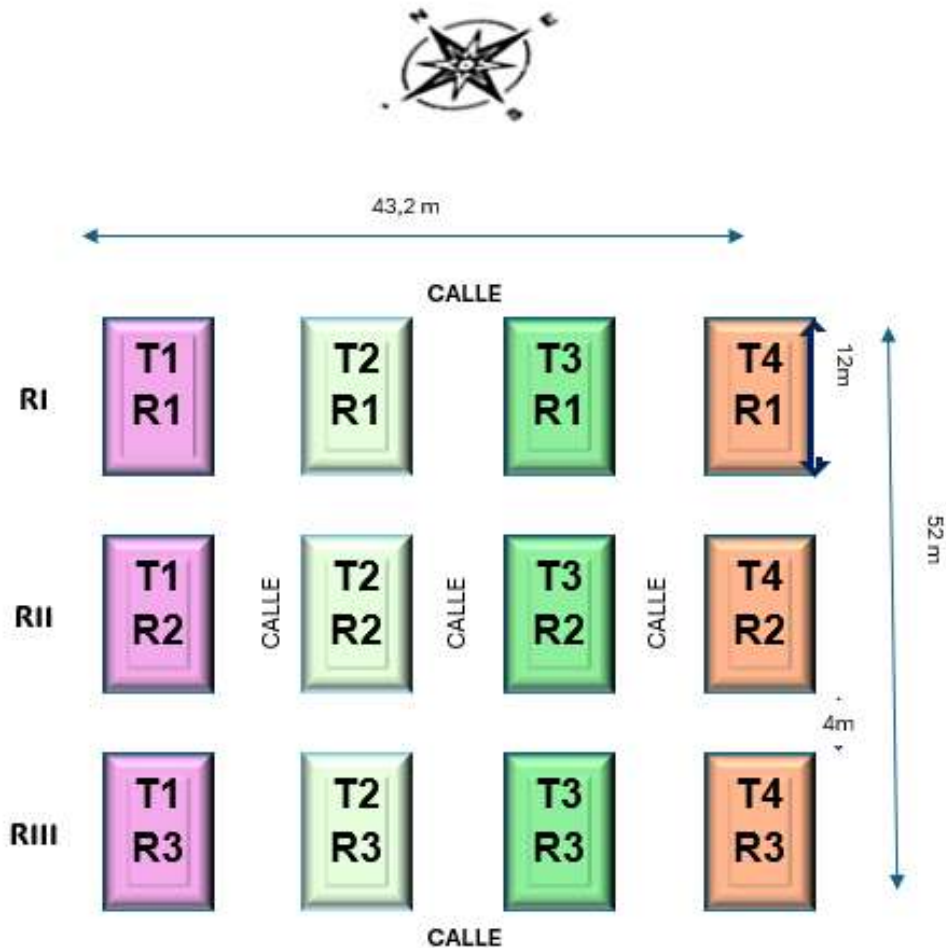 N E
S
43,2 m
CALLE
RI
T1 T2 T3 T4
R1 R1 R1 R1
12m
52 m
RII
T1 T2 T3 T4
R2 R2 R2 R2
CALLE CALLE CALLE
4m
RIII
T1 T2 T3 T4
R3 R3 R3 R3
CALLE